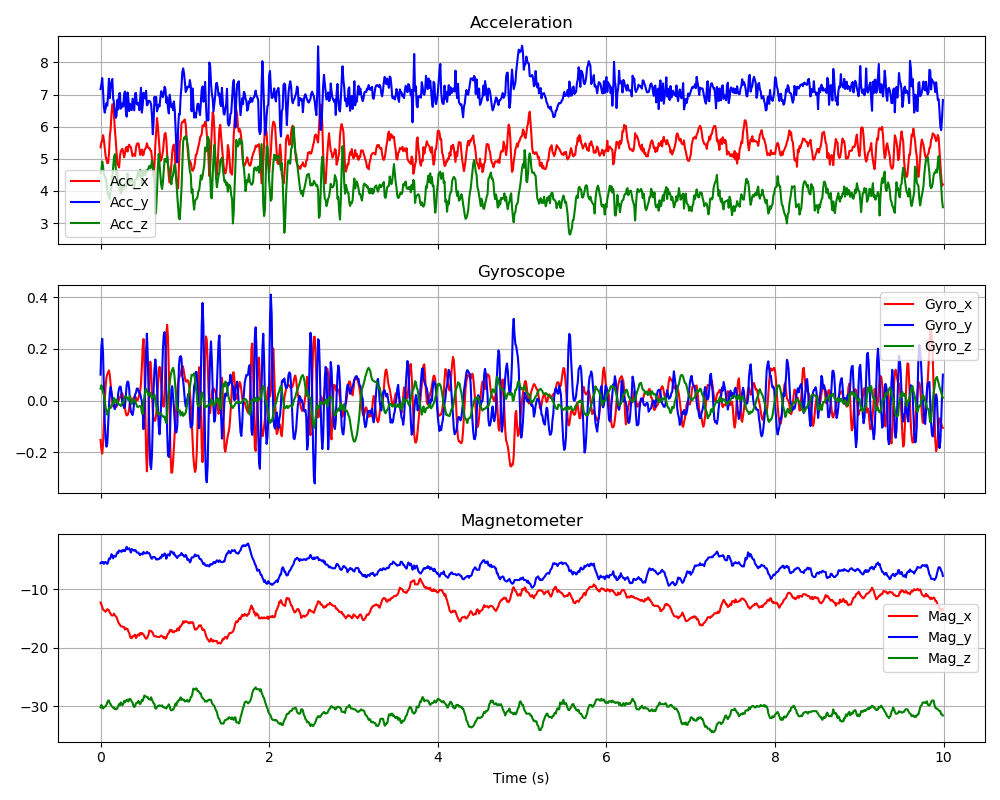 Acceleration
8
7
6
5
4
3
Acc_x
Acc_y
Acc_z
Gyroscope
0.4
0.2
0.0
−0.2
Gyro_x
Gyro_y
Gyro_z
Magnetometer
−10
−20
−30
Mag_x
Mag_y
Mag_z
0 2 4 6 8 10
Time (s)